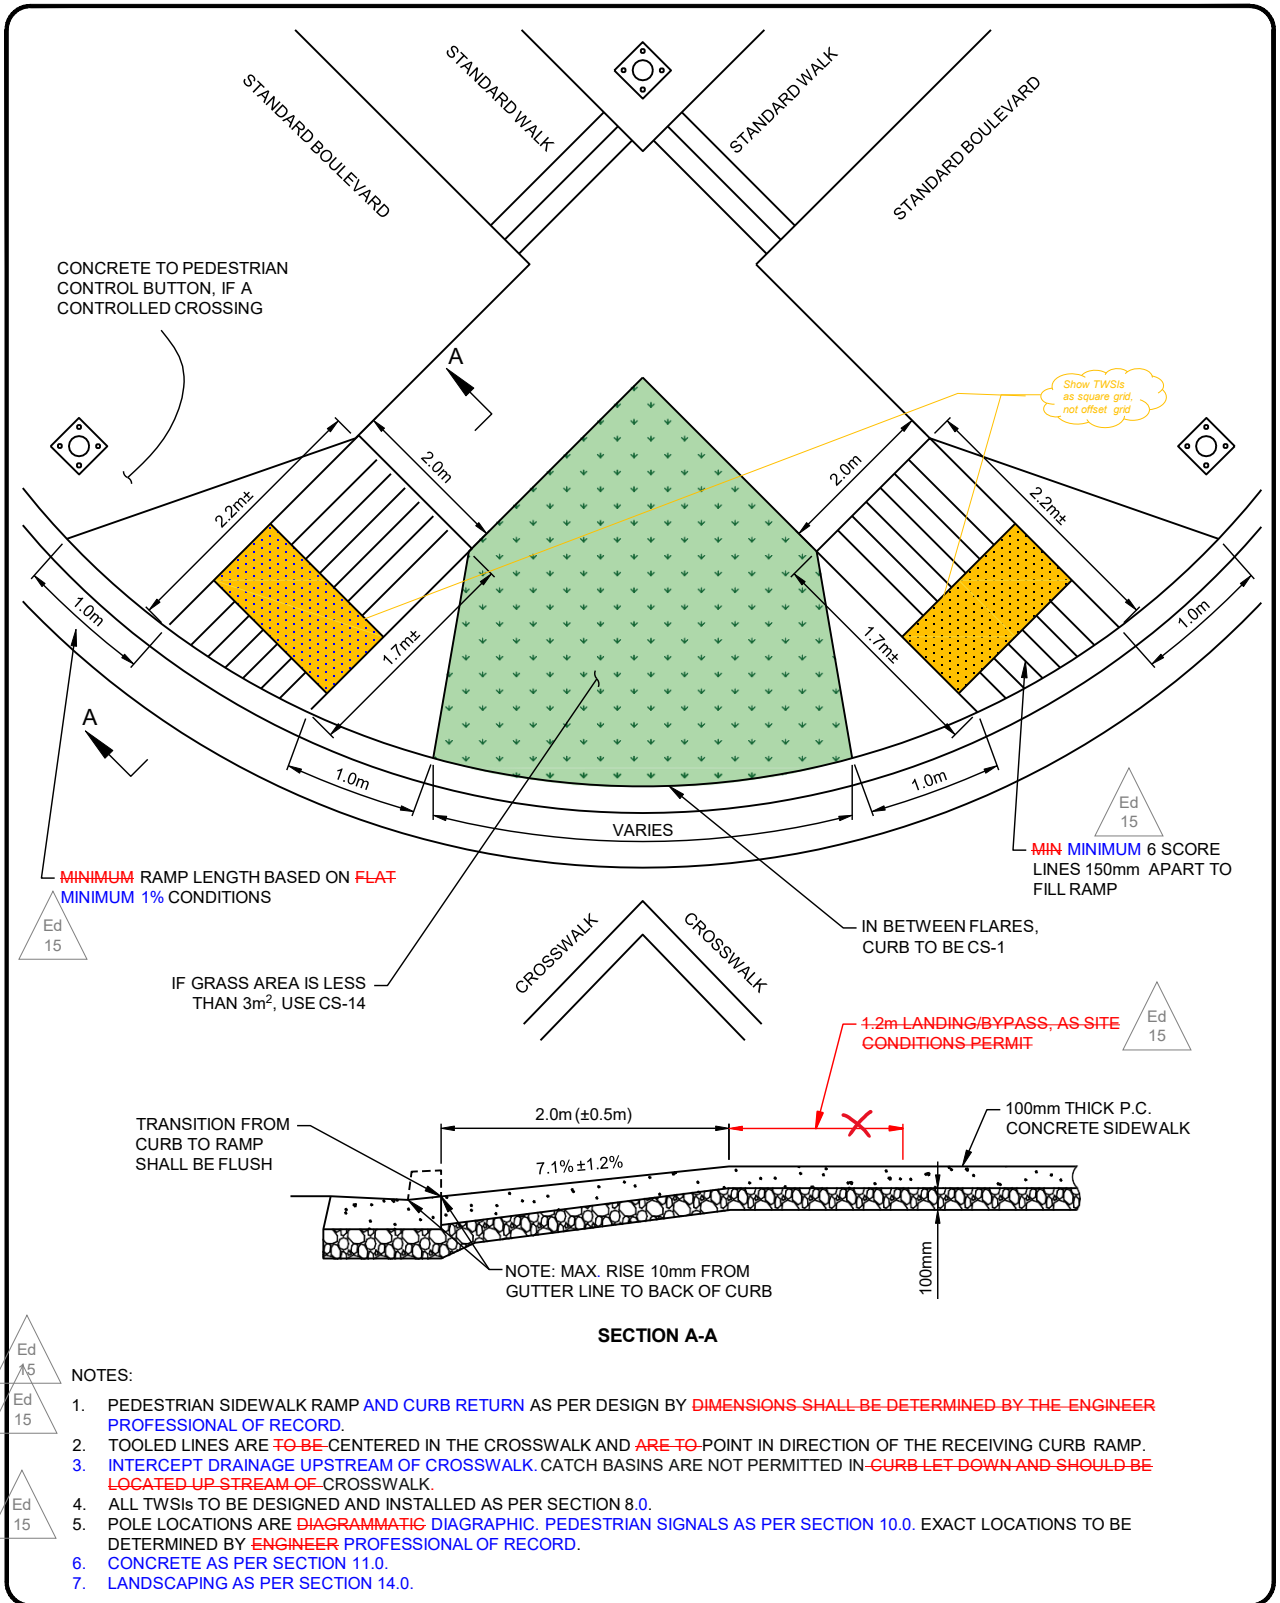 STANDARD BOULEVARD
STANDARD WALK
STANDARD WALK
STANDARD BOULEVARD
CONCRETE TO PEDESTRIAN
CONTROL BUTTON, IF A
CONTROLLED CROSSING
A
Show TWSIs
as square grid,
not offset grid
2.0m
2.0m
2.2m±
2.2m±
1.0m
1.7m±
1.7m±
1.0m
A
1.0m
1.0m
VARIES
Ed
15
MINIMUM RAMP LENGTH BASED ON FLAT
MINIMUM 1% CONDITIONS
Ed
15
MIN MINIMUM 6 SCORE
LINES 150mm APART TO
FILL RAMP
IN BETWEEN FLARES,
CURB TO BE CS-1
CROSSWALK
CROSSWALK
IF GRASS AREA IS LESS
THAN 3m², USE CS-14
1.2m LANDING/BYPASS, AS SITE
CONDITIONS PERMIT
Ed
15
TRANSITION FROM
CURB TO RAMP
SHALL BE FLUSH
2.0m (±0.5m)
7.1% ±1.2%
100mm THICK P.C.
CONCRETE SIDEWALK
NOTE: MAX. RISE 10mm FROM
GUTTER LINE TO BACK OF CURB
100mm
SECTION A-A
Ed
15
NOTES:
Ed
15
1. PEDESTRIAN SIDEWALK RAMP AND CURB RETURN AS PER DESIGN BY DIMENSIONS SHALL BE DETERMINED BY THE ENGINEER
PROFESSIONAL OF RECORD.
2. TOOLED LINES ARE TO BE CENTERED IN THE CROSSWALK AND ARE TO POINT IN DIRECTION OF THE RECEIVING CURB RAMP.
3. INTERCEPT DRAINAGE UPSTREAM OF CROSSWALK. CATCH BASINS ARE NOT PERMITTED IN CURB LET DOWN AND SHOULD BE
LOCATED UP STREAM OF CROSSWALK.
4. ALL TWSIs TO BE DESIGNED AND INSTALLED AS PER SECTION 8.0.
Ed
15
5. POLE LOCATIONS ARE DIAGRAMMATIC DIAGRAPHIC. PEDESTRIAN SIGNALS AS PER SECTION 10.0. EXACT LOCATIONS TO BE
DETERMINED BY ENGINEER PROFESSIONAL OF RECORD.
6. CONCRETE AS PER SECTION 11.0.
7. LANDSCAPING AS PER SECTION 14.0.